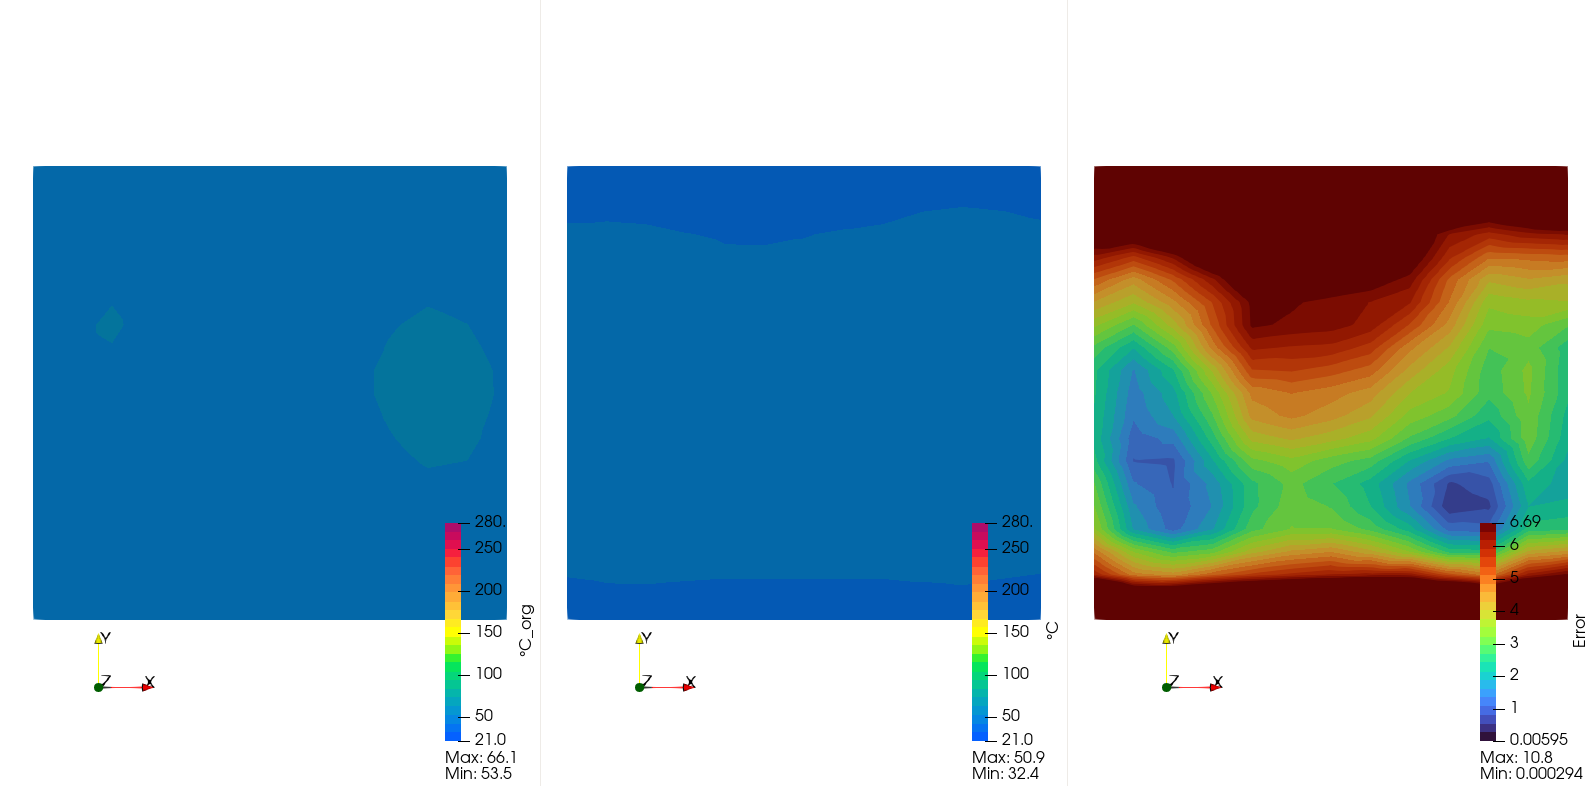 280.
250
200
150
100
50
21.0
°C_org
Max: 66.1
Min: 53.5
Y
Z
X
280.
250
200
150
100
50
21.0
°C
Max: 50.9
Min: 32.4
Y
Z
X
6.69
6
5
4
3
2
1
0.00595
Error
Max: 10.8
Min: 0.000294
Y
Z
X